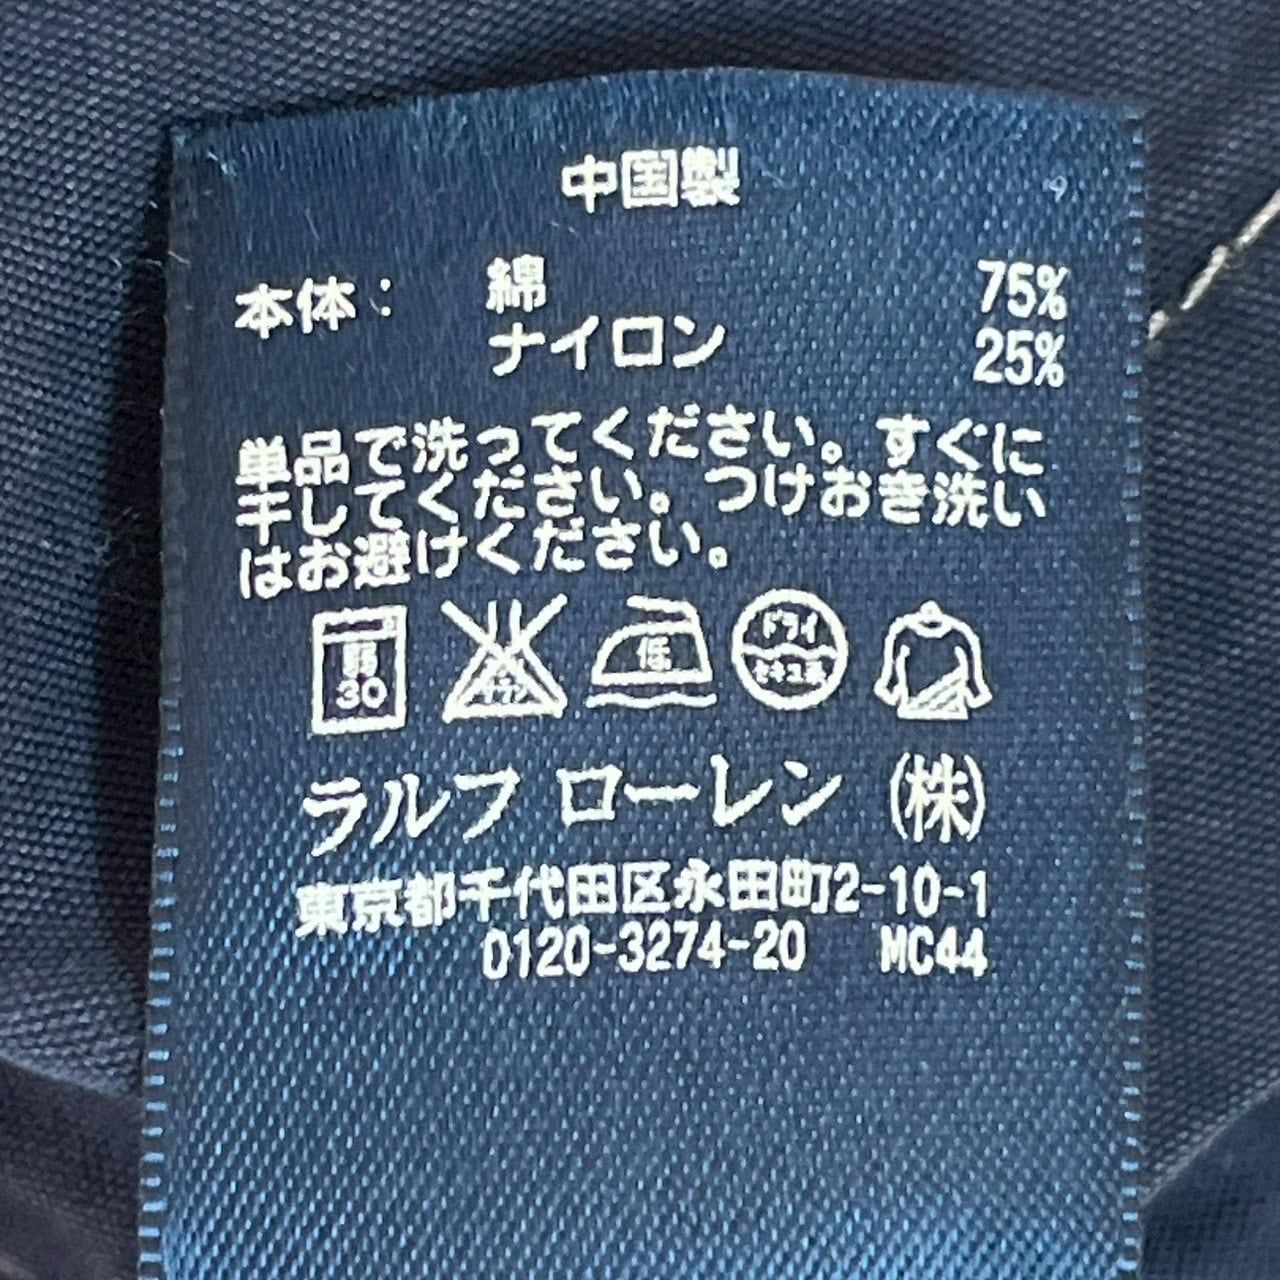 中国製
本体： 綿 75%
ナイロン 25%
単品で洗ってください。すぐに
干してください。つけおき洗い
はお避けください。
弱
30
エンソ
低
ドライ
セキユ系
ラルフ ローレン (株)
東京都千代田区永田町2-10-1
0120-3274-20 MC44